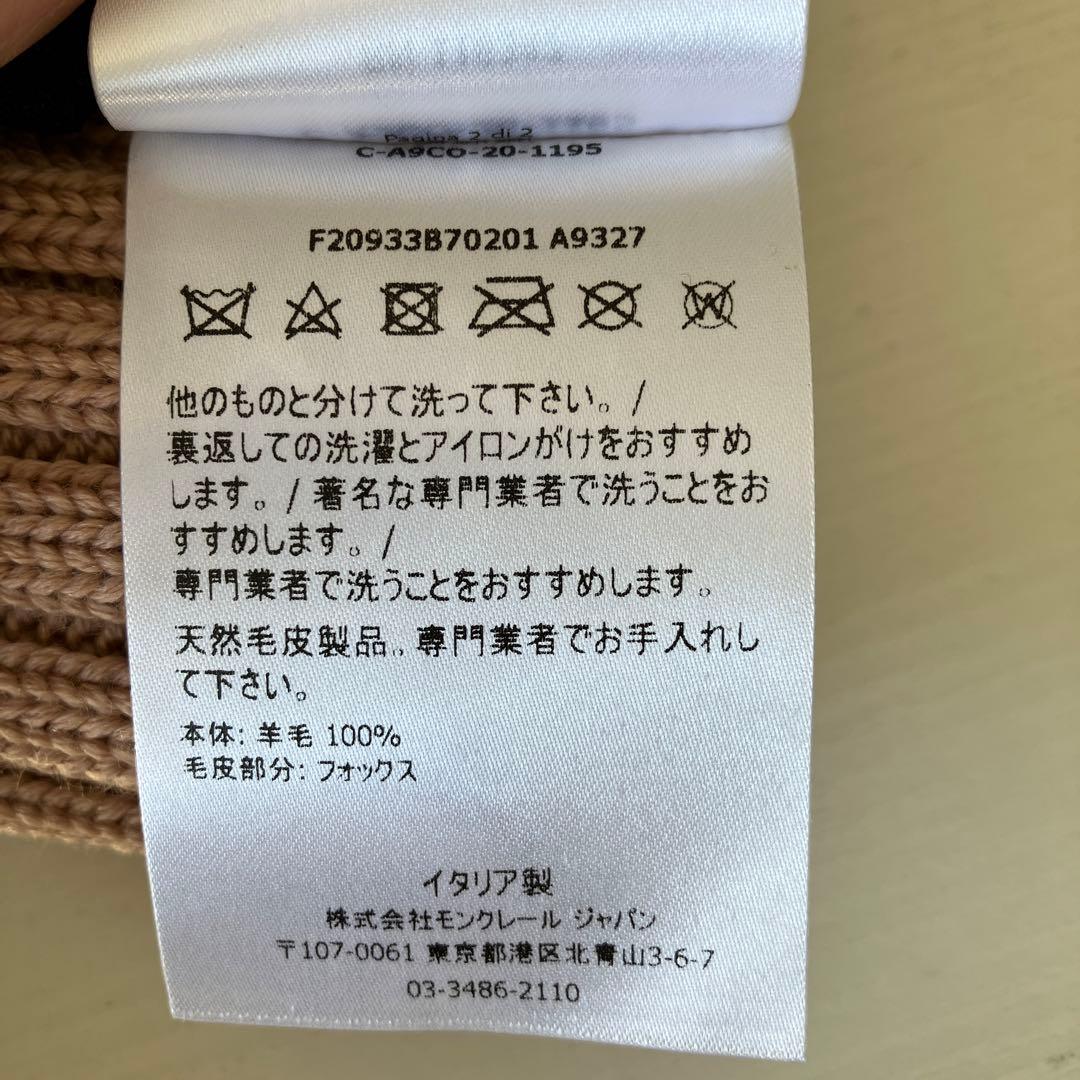 Pagina 2 di 2
C-A9CO-20-1195
F20933B70201 A9327
他のものと分けて洗って下さい。/
裏返しての洗濯とアイロンがけをおすすめ
します。/ 著名な専門業者で洗うことをお
すすめします。/
専門業者で洗うことをおすすめします。
天然毛皮製品、専門業者でお手入れし
て下さい。
本体: 羊毛 100%
毛皮部分: フォックス
イタリア製
株式会社モンクレール ジャパン
〒107-0061 東京都港区北青山3-6-7
03-3486-2110